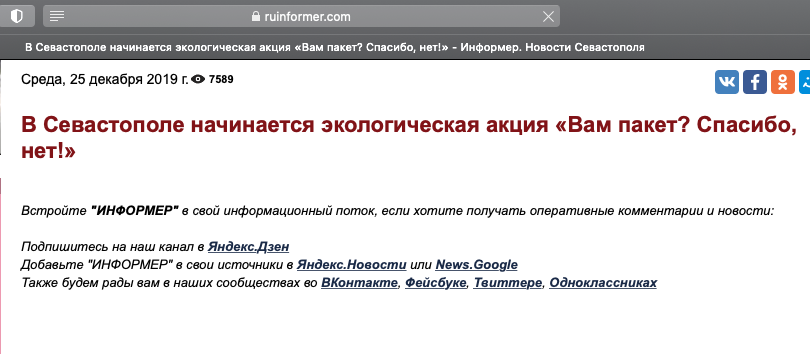 ruinformer.com
В Севастополе начинается экологическая акция «Вам пакет? Спасибо, нет!» - Информер. Новости Севастополя
Среда, 25 декабря 2019 г. 7589
В Севастополе начинается экологическая акция «Вам пакет? Спасибо,
нет!»
Встройте "ИНФОРМЕР" в свой информационный поток, если хотите получать оперативные комментарии и новости:
Подпишитесь на наш канал в Яндекс.Дзен
Добавьте "ИНФОРМЕР" в свои источники в Яндекс.Новости или News.Google
Также будем рады вам в наших сообществах во ВКонтакте, Фейсбуке, Твиттере, Одноклассниках